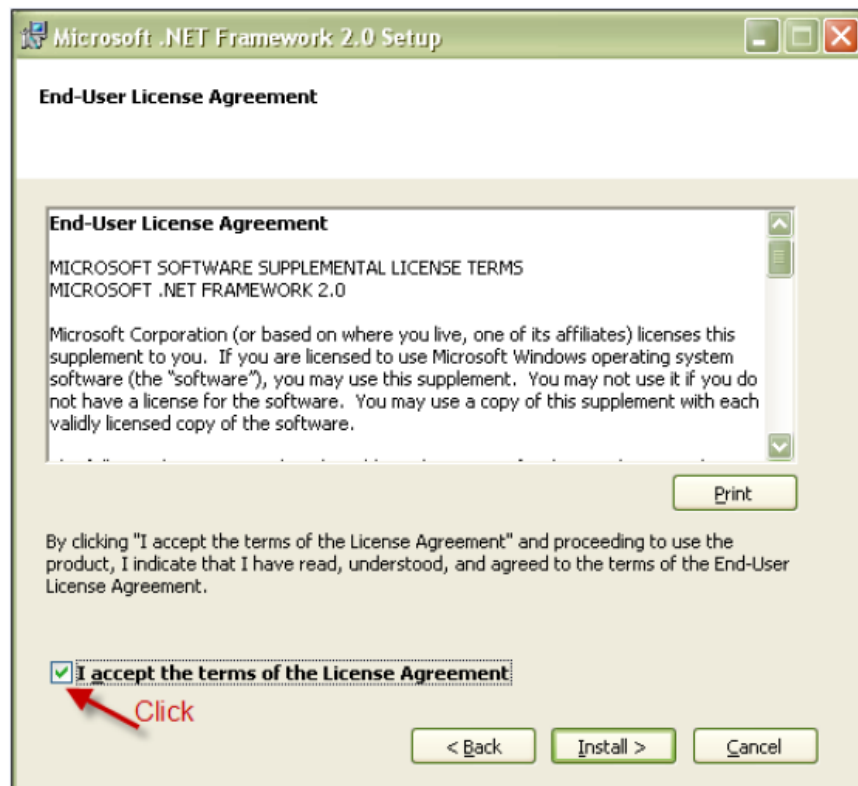 Microsoft .NET Framework 2.0 Setup
End-User License Agreement
End-User License Agreement
MICROSOFT SOFTWARE SUPPLEMENTAL LICENSE TERMS
MICROSOFT .NET FRAMEWORK 2.0
Microsoft Corporation (or based on where you live, one of its affiliates) licenses this
supplement to you. If you are licensed to use Microsoft Windows operating system
software (the "software"), you may use this supplement. You may not use it if you do
not have a license for the software. You may use a copy of this supplement with each
validly licensed copy of the software.
Print
By clicking "I accept the terms of the License Agreement" and proceeding to use the
product, I indicate that I have read, understood, and agreed to the terms of the End-User
License Agreement.
I accept the terms of the License Agreement
Click
< Back Install > Cancel